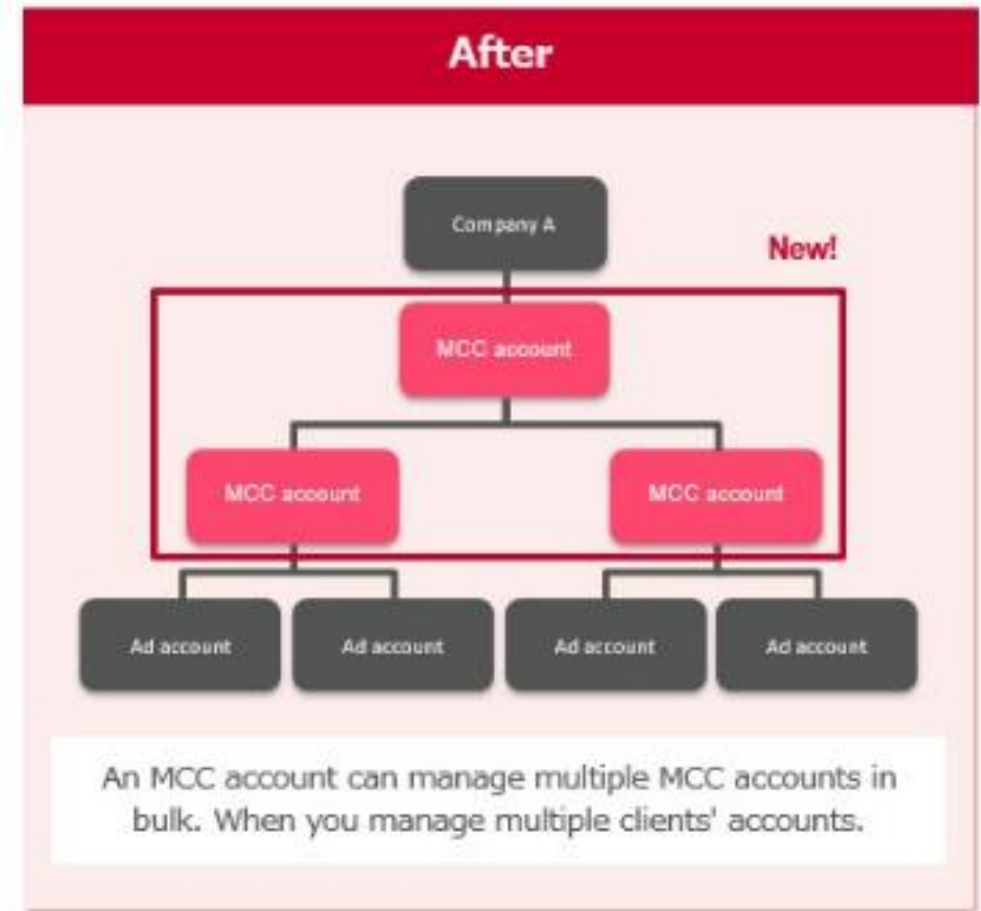 After
Company A
New!
MCC account
MCC account
MCC account
Ad account
Ad account
Ad account
Ad account
An MCC account can manage multiple MCC accounts in
bulk. When you manage multiple clients' accounts.